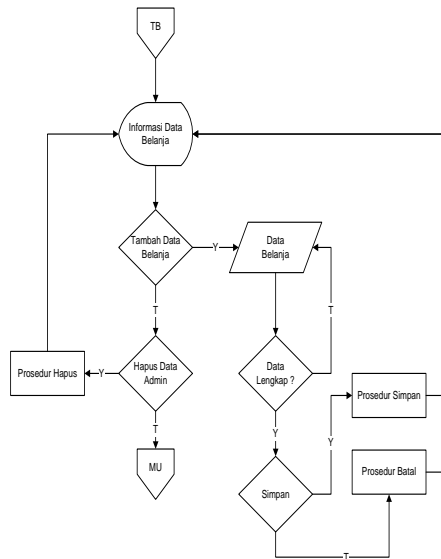 TB
Informasi Data
Belanja
Tambah Data
Belanja
Y
Data
Belanja
T
T
Prosedur Hapus
Y
Hapus Data
Admin
Data
Lengkap ?
Prosedur Simpan
T
Y
Y
MU
Simpan
Prosedur Batal
T